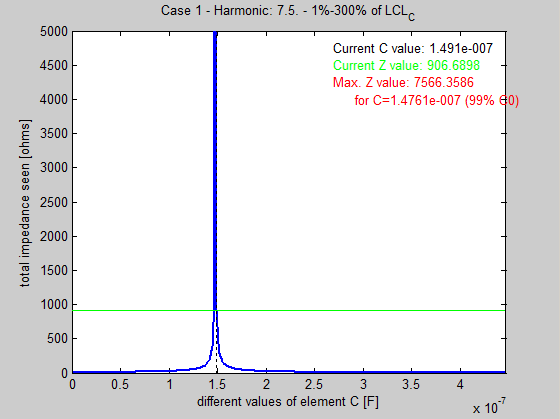 Case 1 - Harmonic: 7.5. - 1%-300% of LCL_C
Current C value: 1.491e-007
Current Z value: 906.6898
Max. Z value: 7566.3586
for C=1.4761e-007 (99% C0)
total impedance seen [ohms]
5000
4500
4000
3500
3000
2500
2000
1500
1000
500
0
0 0.5 1 1.5 2 2.5 3 3.5 4
different values of element C [F]
x 10^-7